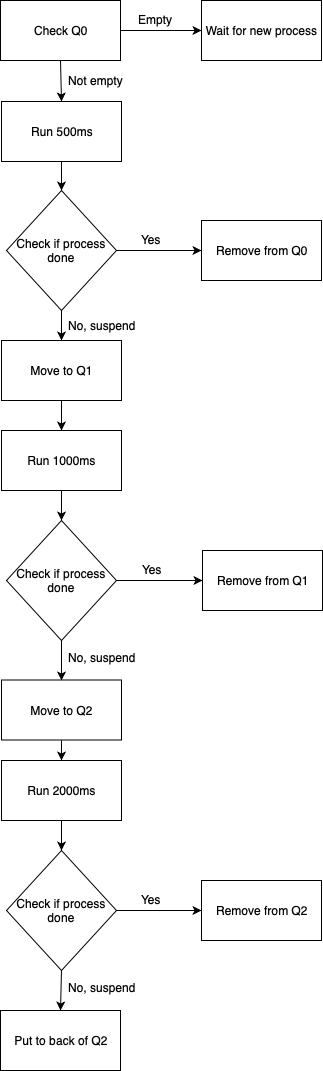 Check Q0
Empty
Wait for new process
Not empty
Run 500ms
Check if process
done
Yes
Remove from Q0
No, suspend
Move to Q1
Run 1000ms
Check if process
done
Yes
Remove from Q1
No, suspend
Move to Q2
Run 2000ms
Check if process
done
Yes
Remove from Q2
No, suspend
Put to back of Q2